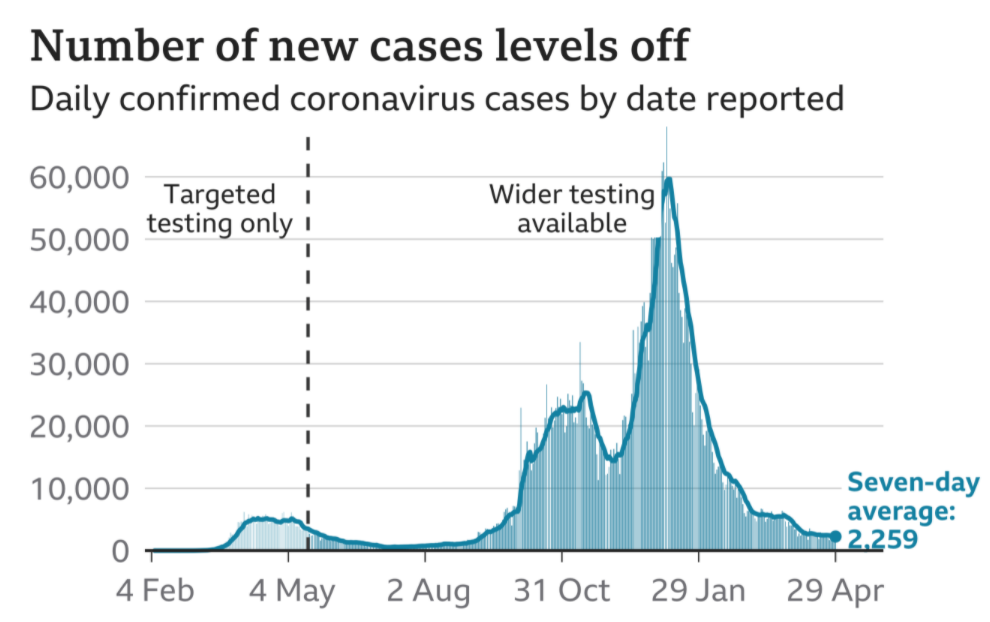 Number of new cases levels off
Daily confirmed coronavirus cases by date reported
60,000
50,000
40,000
30,000
20,000
10,000
0
Targeted
testing only
Wider testing
available
Seven-day
average:
2,259
4 Feb
4 May
2 Aug
31 Oct
29 Jan
29 Apr